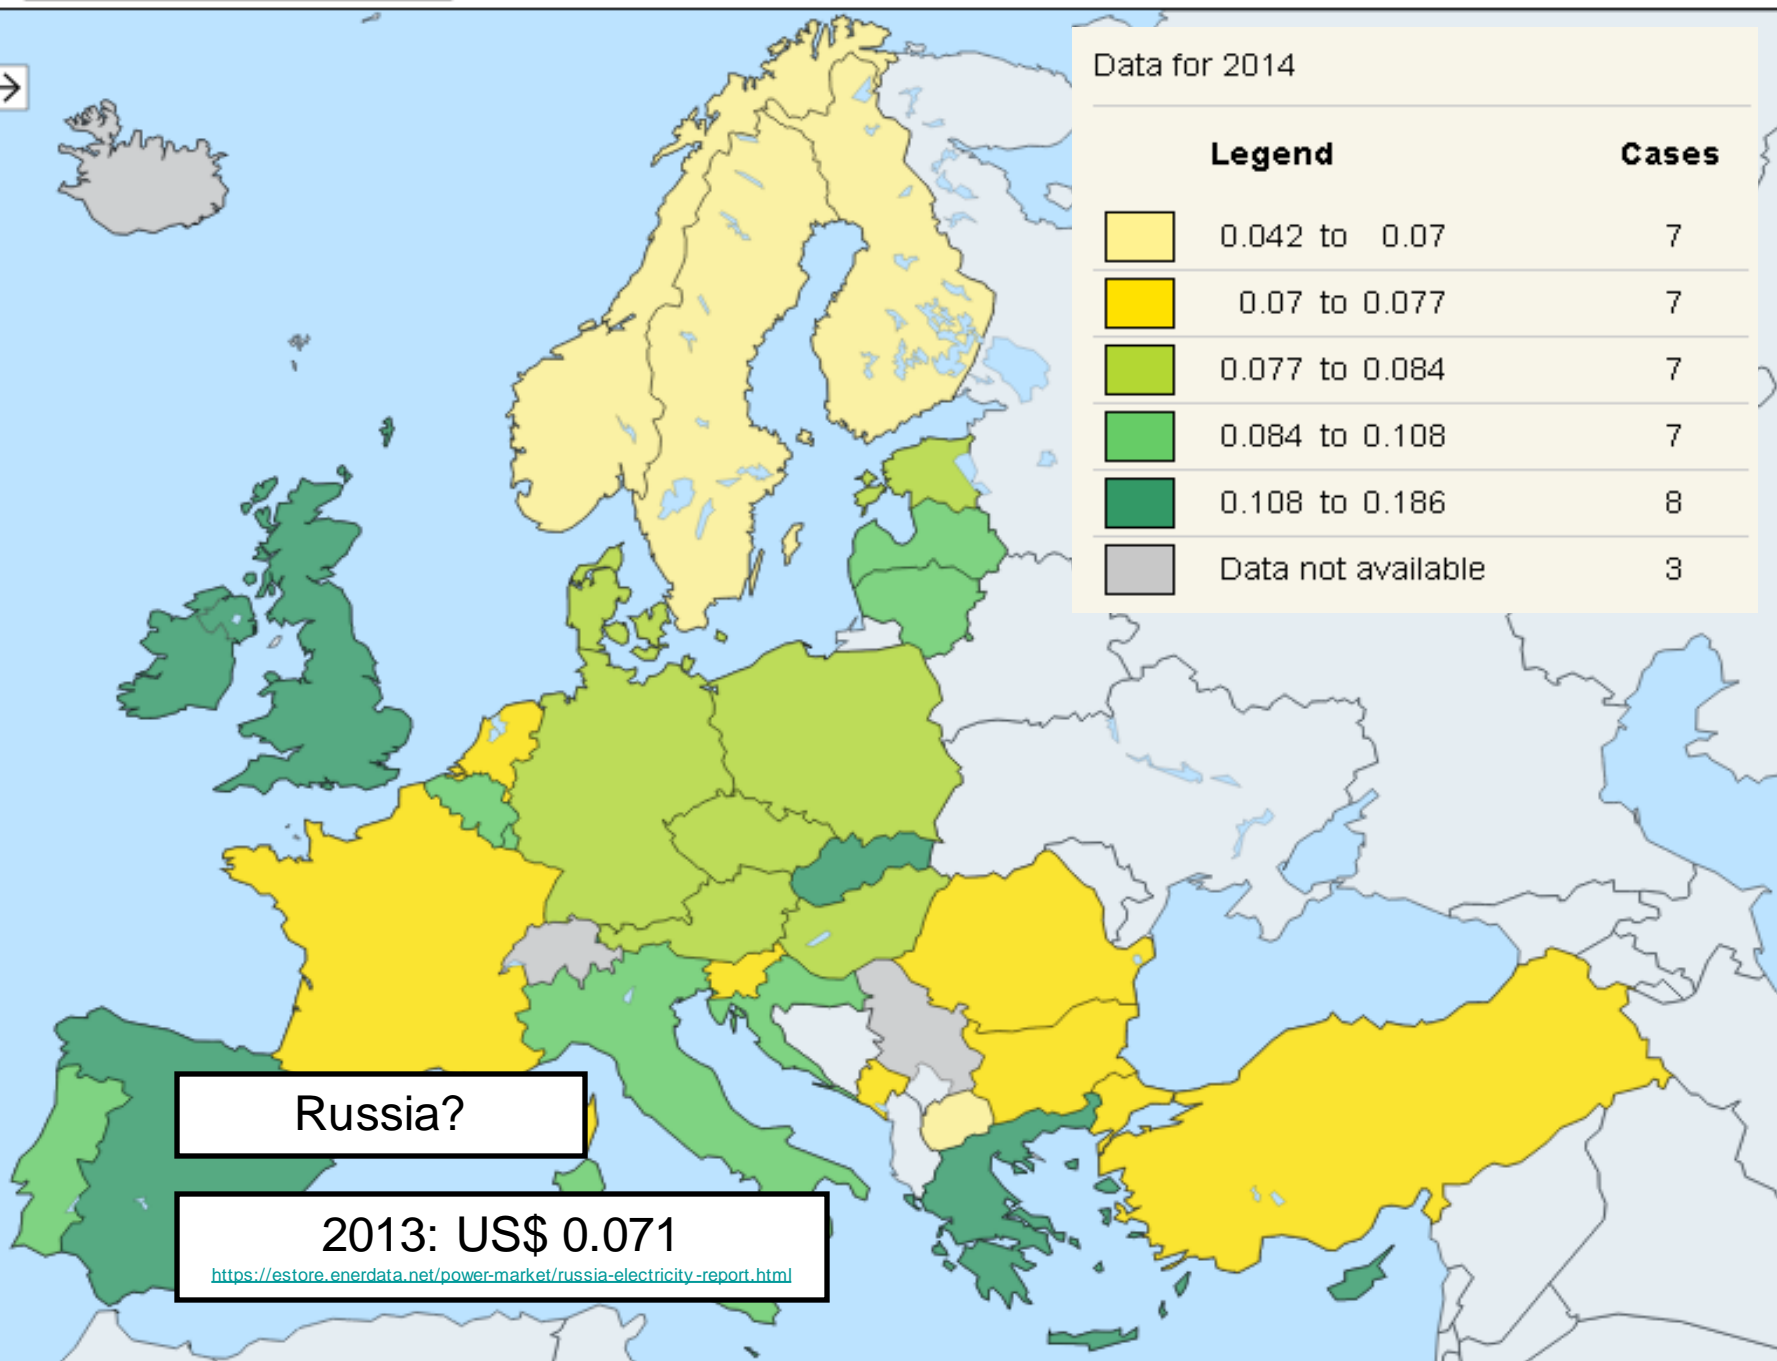 Data for 2014
Legend Cases
0.042 to 0.07 7
0.07 to 0.077 7
0.077 to 0.084 7
0.084 to 0.108 7
0.108 to 0.186 8
Data not available 3
Russia?
2013: US$ 0.071
https://estore.enerdata.net/power-market/russia-electricity-report.html